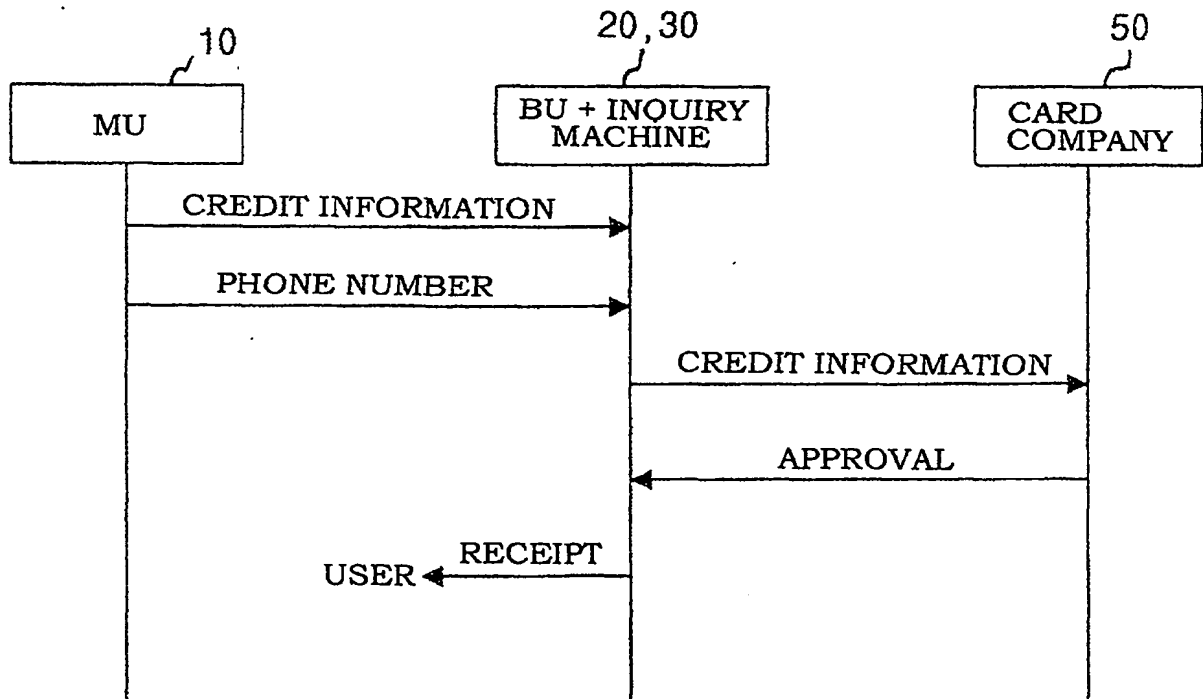 10
20,30
50
MU
BU + INQUIRY
MACHINE
CARD
COMPANY
CREDIT INFORMATION
PHONE NUMBER
CREDIT INFORMATION
APPROVAL
RECEIPT
USER